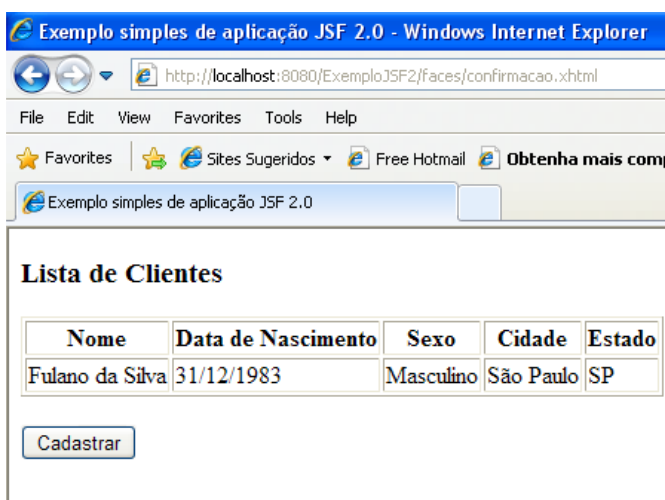 Exemplo simples de aplicação JSF 2.0 - Windows Internet Explorer
http://localhost:8080/ExemploJSF2/faces/confirmacao.xhtml
File Edit View Favorites Tools Help
Favorites Sites Sugeridos Free Hotmail Obtenha mais
Exemplo simples de aplicação JSF 2.0
Lista de Clientes
Nome Data de Nascimento Sexo Cidade Estado
Fulano da Silva 31/12/1983 Masculino São Paulo SP
Cadastrar